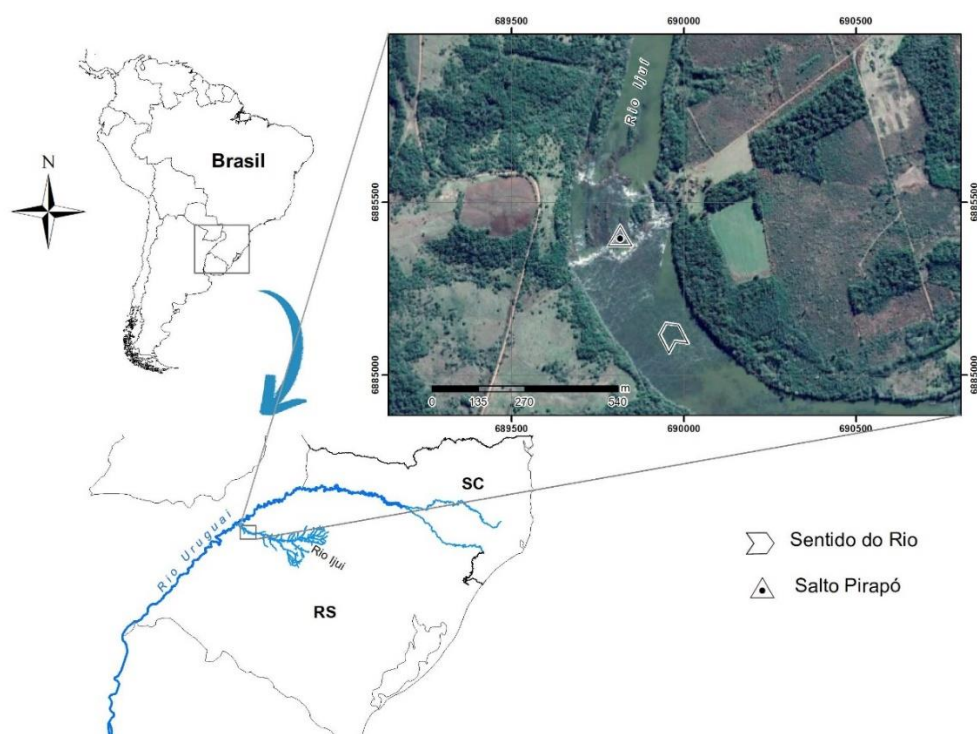 689500 690000 690500
Rio Ijuí
6885500
6885500
6885000
6885000
m
0 135 270 540
689500 690000 690500
N
Brasil
SC
Rio Uruguai
Rio Ijui
RS
Sentido do Rio
Salto Pirapó